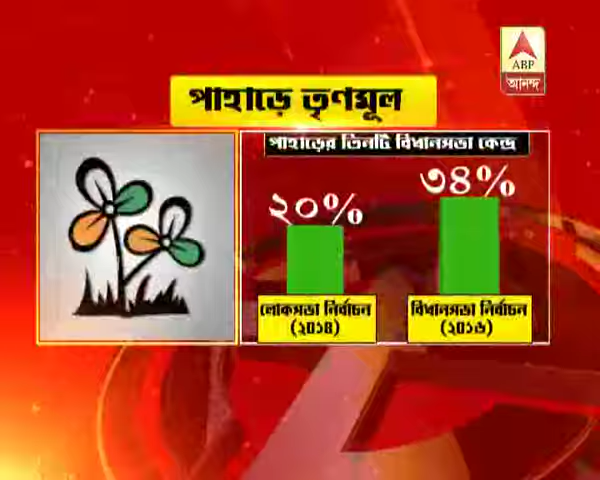 ABP
আনন্দ
পাহাড়ে তৃণমূল
পাহাড়ের তিনটি বিধানসভা কেন্দ্র
২০%
৩৪%
লোকসভা নির্বাচন
(২০১৪)
বিধানসভা নির্বাচন
(২০১৬)